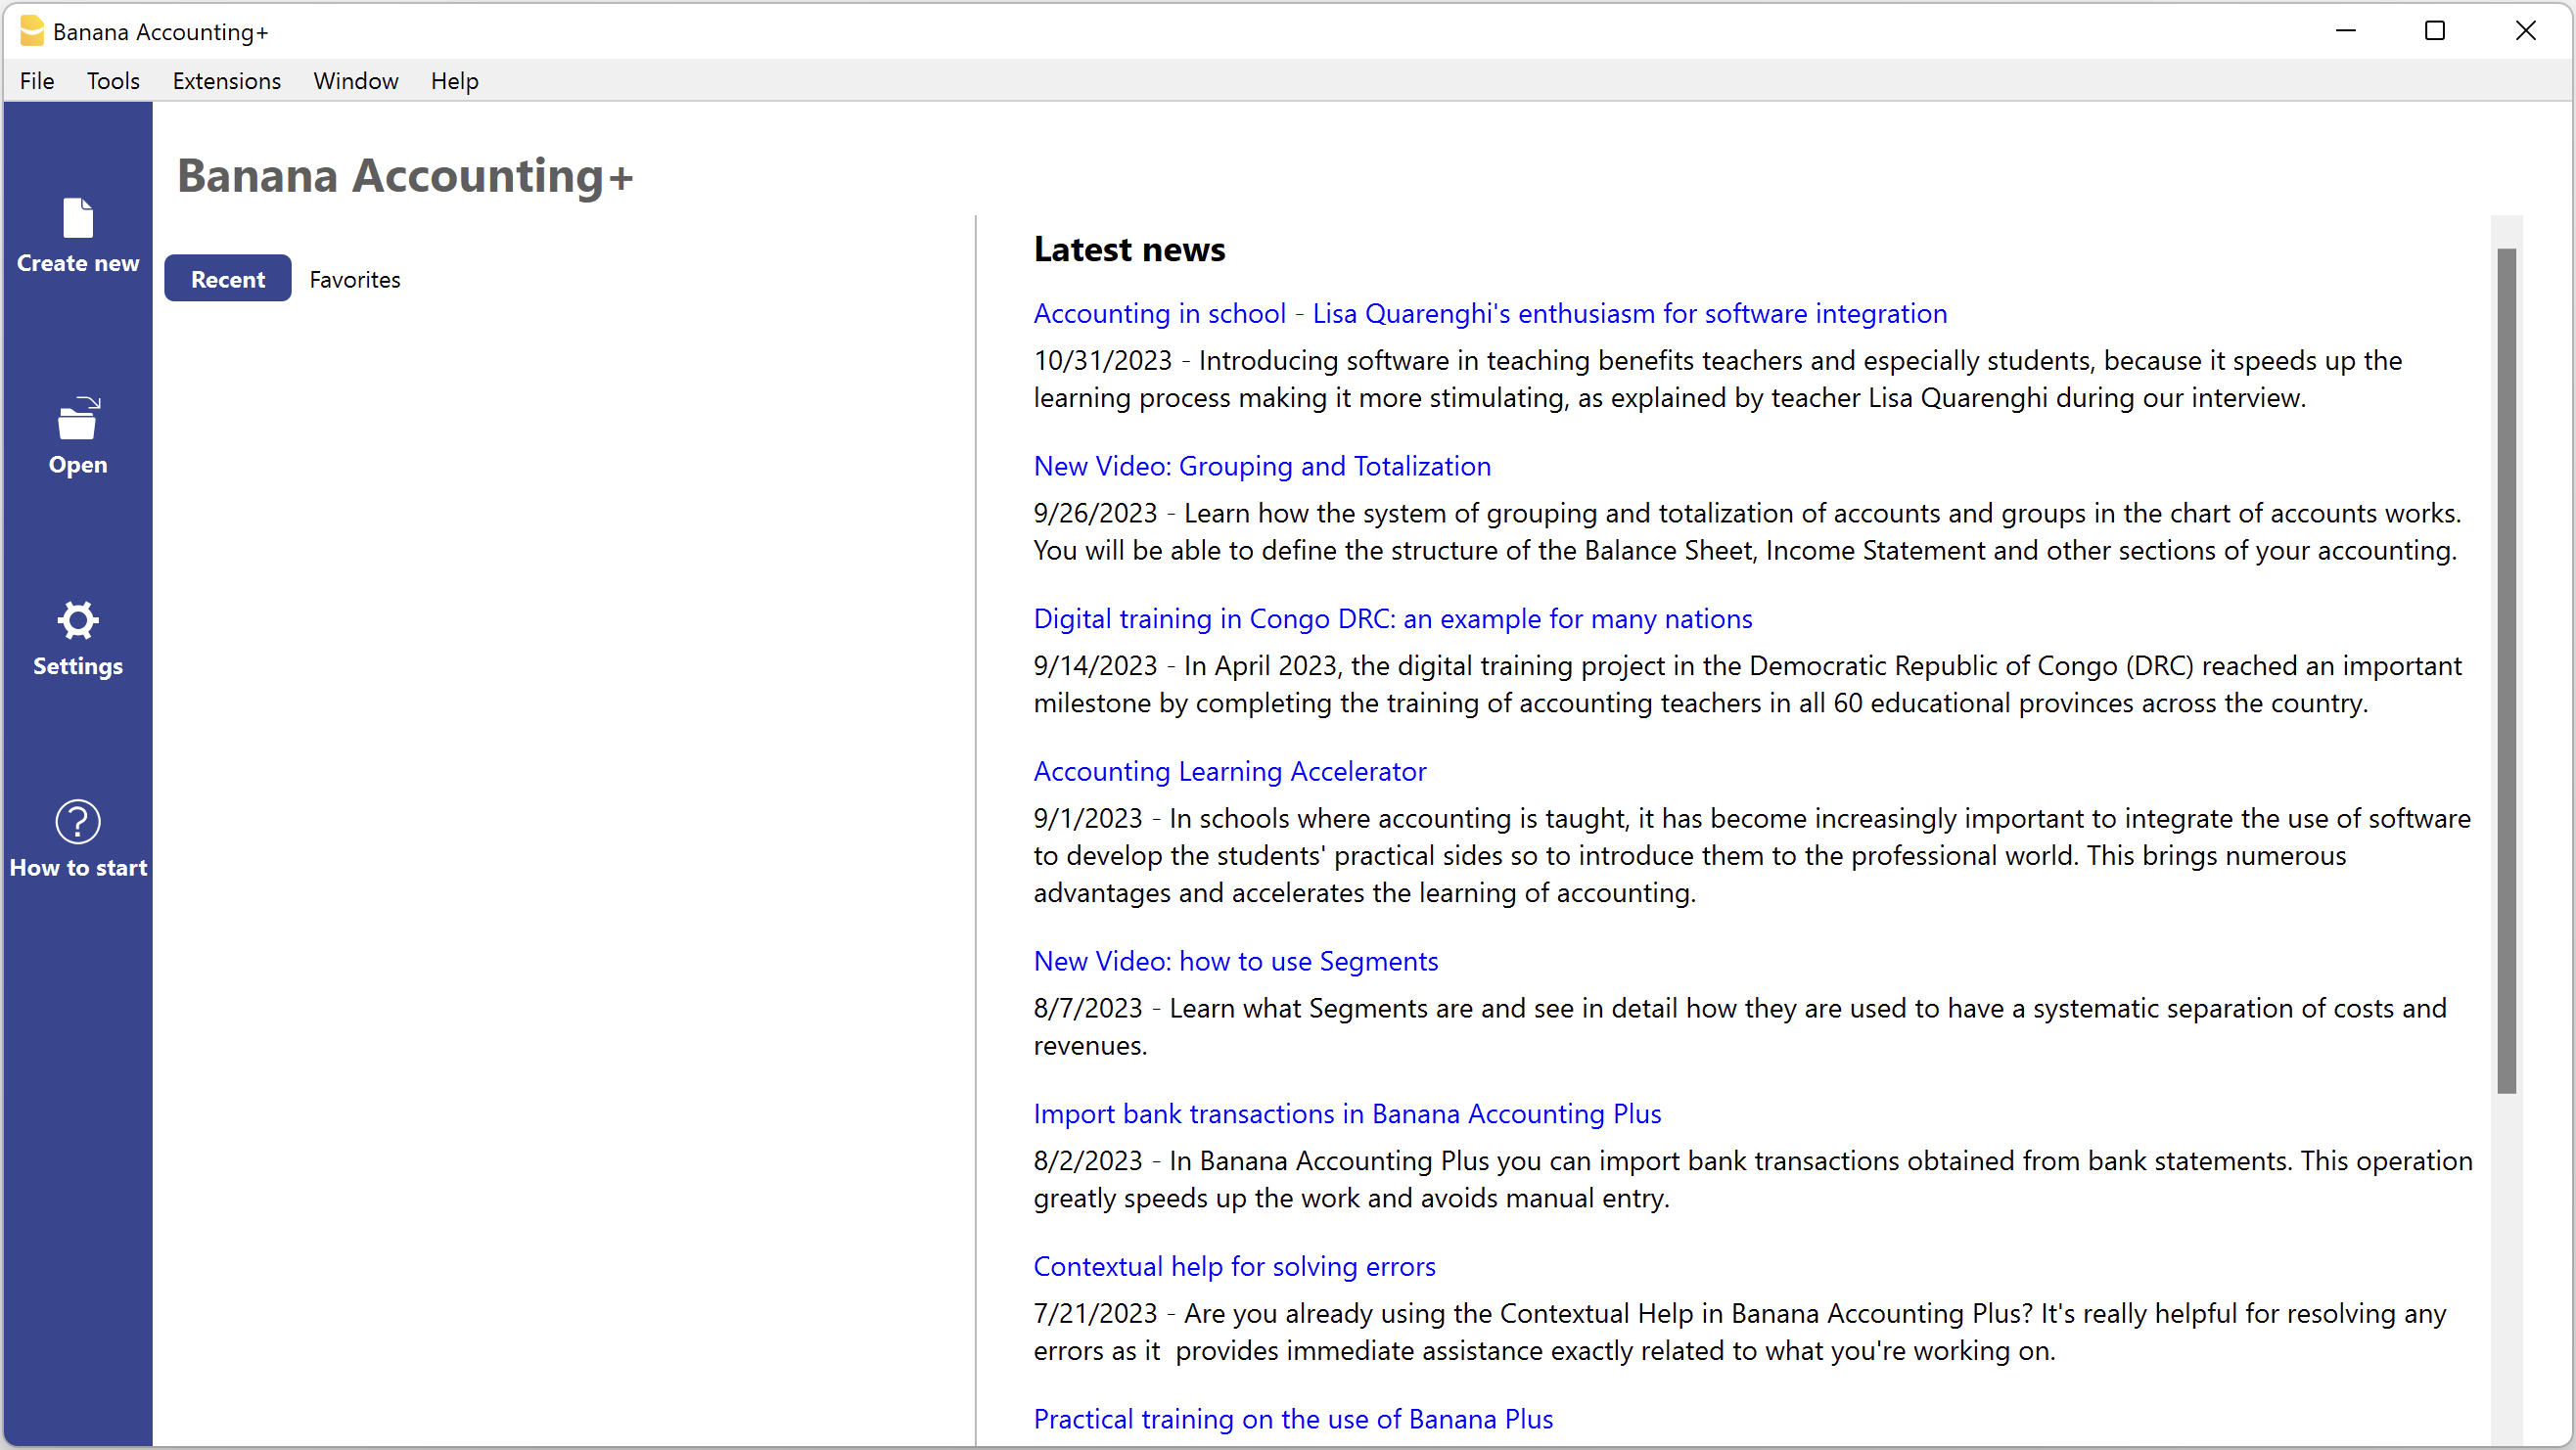 Banana Accounting+
File Tools Extensions Window Help
Create new
Open
Settings
?
How to start
Banana Accounting+
Recent Favorites
Latest news
Accounting in school - Lisa Quarenghi's enthusiasm for software integration
10/31/2023 - Introducing software in teaching benefits teachers and especially students, because it speeds up the
learning process making it more stimulating, as explained by teacher Lisa Quarenghi during our interview.
New Video: Grouping and Totalization
9/26/2023 - Learn how the system of grouping and totalization of accounts and groups in the chart of accounts works.
You will be able to define the structure of the Balance Sheet, Income Statement and other sections of your accounting.
Digital training in Congo DRC: an example for many nations
9/14/2023 - In April 2023, the digital training project in the Democratic Republic of Congo (DRC) reached an important
milestone by completing the training of accounting teachers in all 60 educational provinces across the country.
Accounting Learning Accelerator
9/1/2023 - In schools where accounting is taught, it has become increasingly important to integrate the use of software
to develop the students' practical sides so to introduce them to the professional world. This brings numerous
advantages and accelerates the learning of accounting.
New Video: how to use Segments
8/7/2023 - Learn what Segments are and see in detail how they are used to have a systematic separation of costs and
revenues.
Import bank transactions in Banana Accounting Plus
8/2/2023 - In Banana Accounting Plus you can import bank transactions obtained from bank statements. This operation
greatly speeds up the work and avoids manual entry.
Contextual help for solving errors
7/21/2023 - Are you already using the Contextual Help in Banana Accounting Plus? It's really helpful for resolving any
errors as it  provides immediate assistance exactly related to what you're working on.
Practical training on the use of Banana Plus